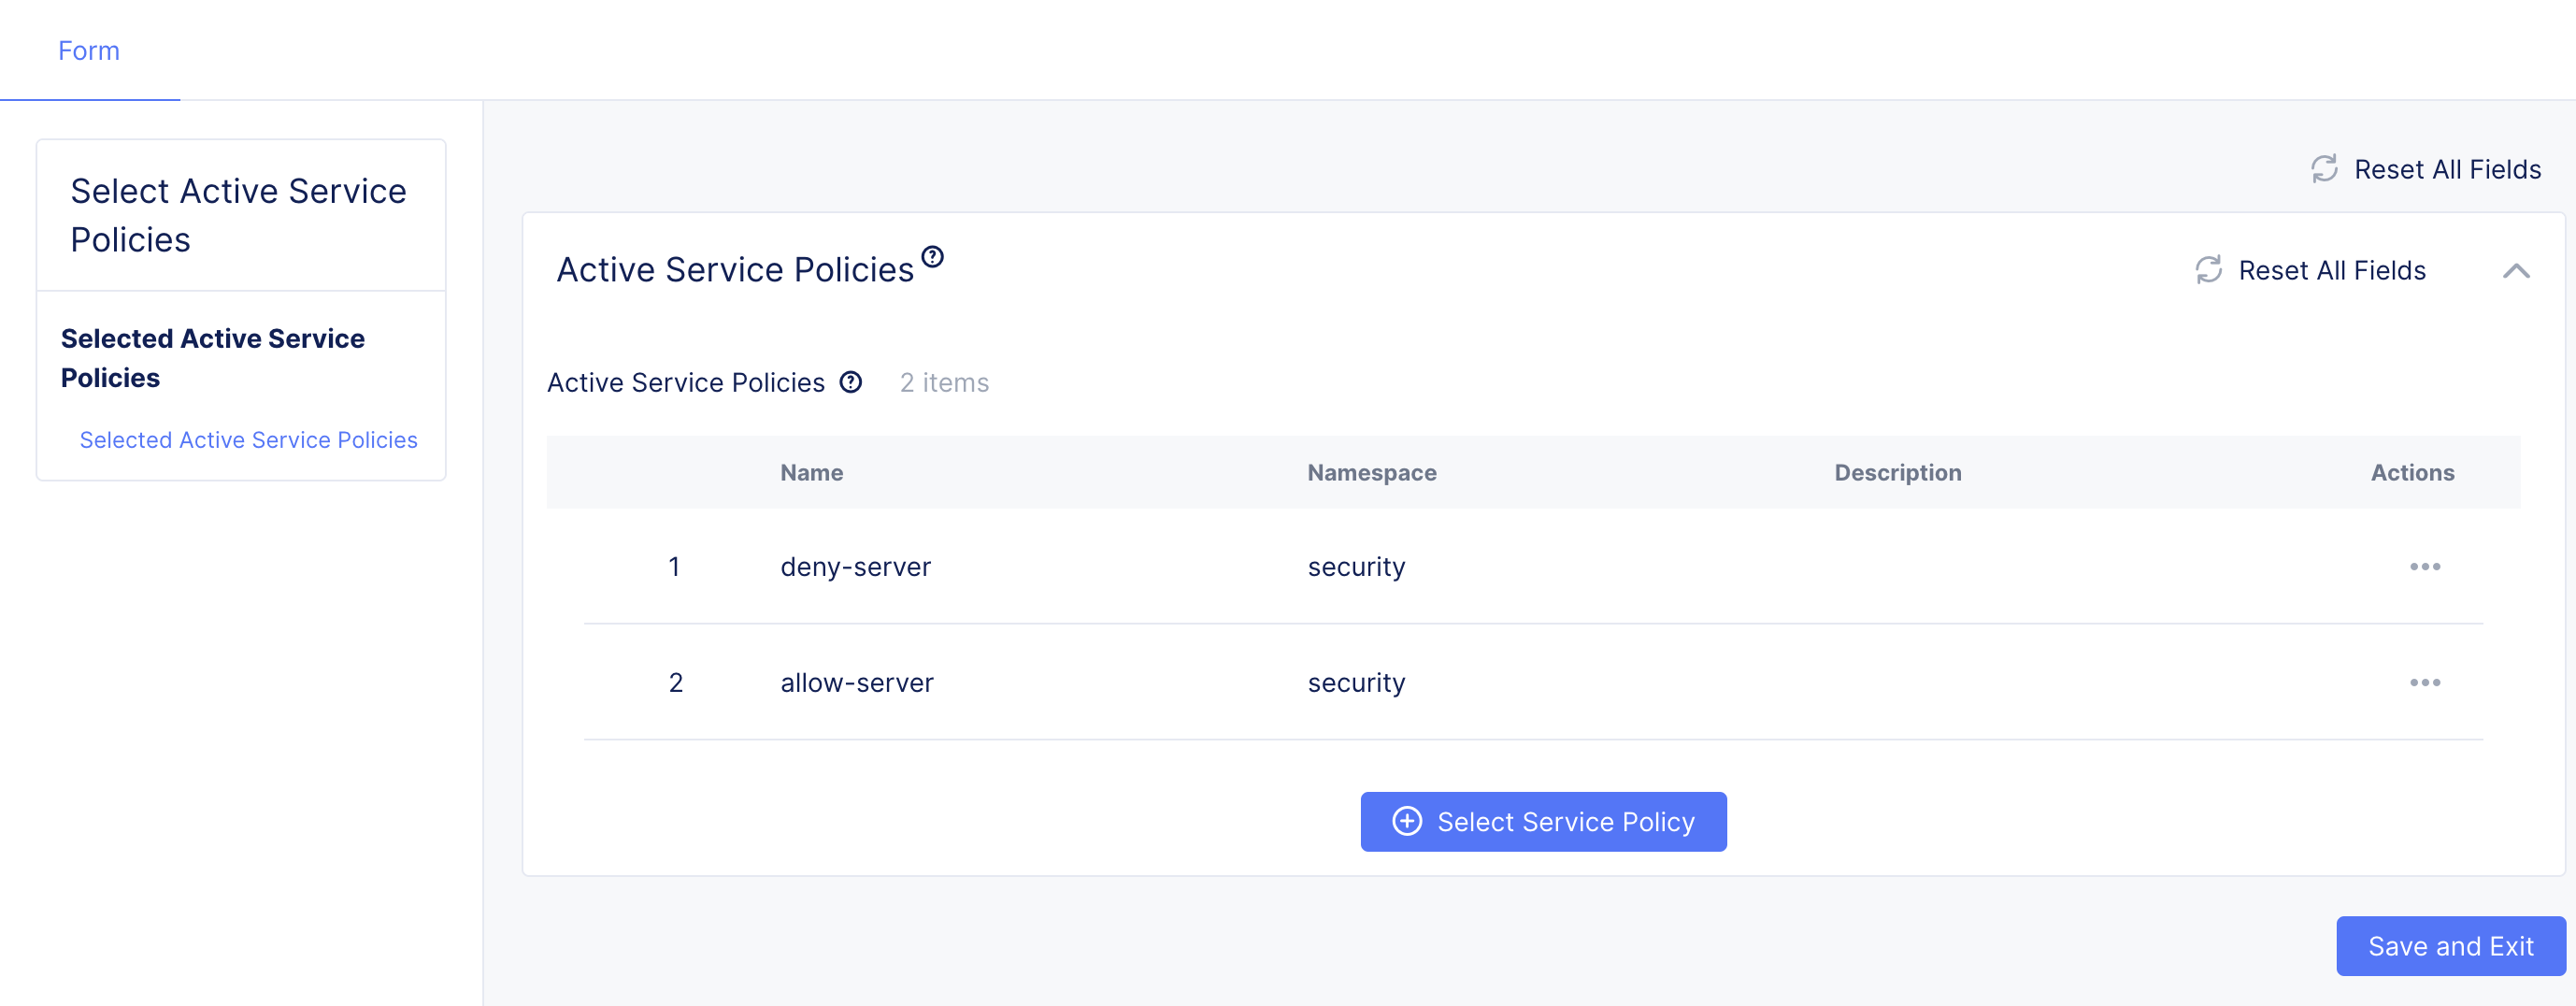 Form
Select Active Service
Policies
Selected Active Service
Policies
Selected Active Service Policies
Reset All Fields
Active Service Policies
Reset All Fields
Active Service Policies 2 items
Name Namespace Description Actions
1 deny-server security
2 allow-server security
Select Service Policy
Save and Exit